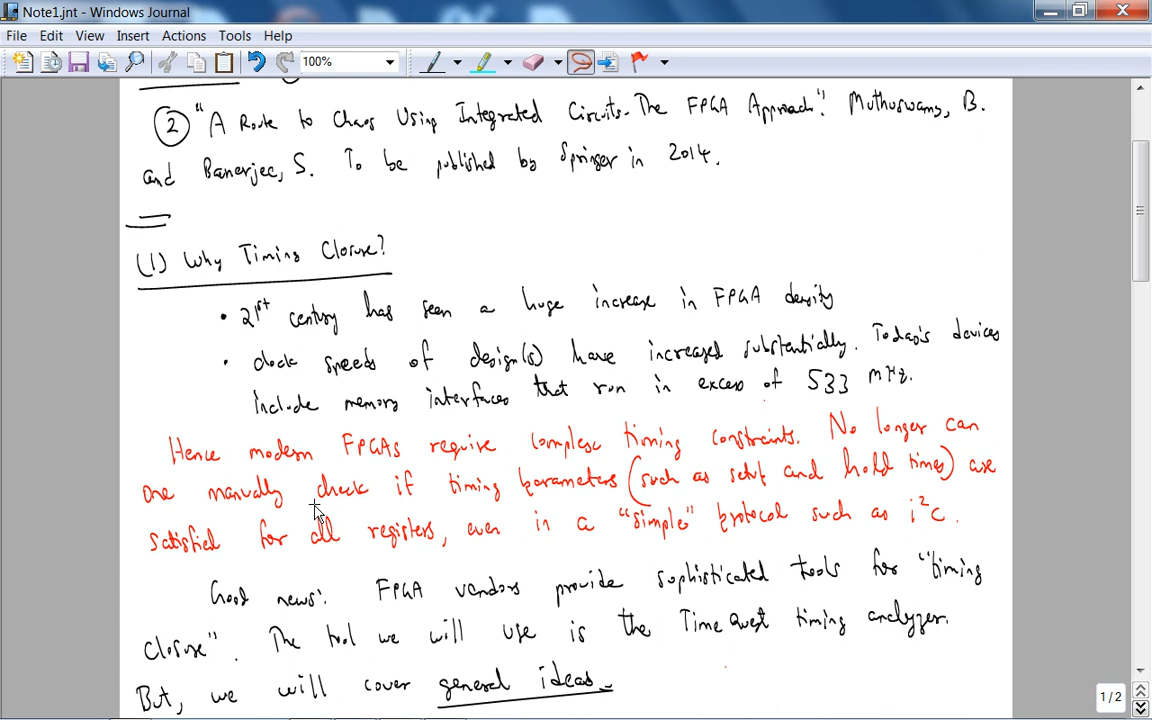 Note1.jnt - Windows Journal
File Edit View Insert Actions Tools Help
100%
② "A Route to Chaos Using Integrated Circuits - The FPGA Approach". Muthuswamy, B.
and Banerjee, S. To be published by Springer in 2014.
(1) Why Timing Closure?
• 21st century has seen a huge increase in FPGA density
• clock speeds of design(s) have increased substantially. Today's devices
include memory interfaces that run in excess of 533 MHz.
Hence modern FPGAs require complex timing constraints. No longer can
one manually check if timing parameters (such as setup and hold times) are
satisfied for all registers, even in a "simple" protocol such as i²c.
Good news: FPGA vendors provide sophisticated tools for "timing
closure". The tool we will use is the TimeQuest timing analyzer.
But, we will cover general ideas.
1/2